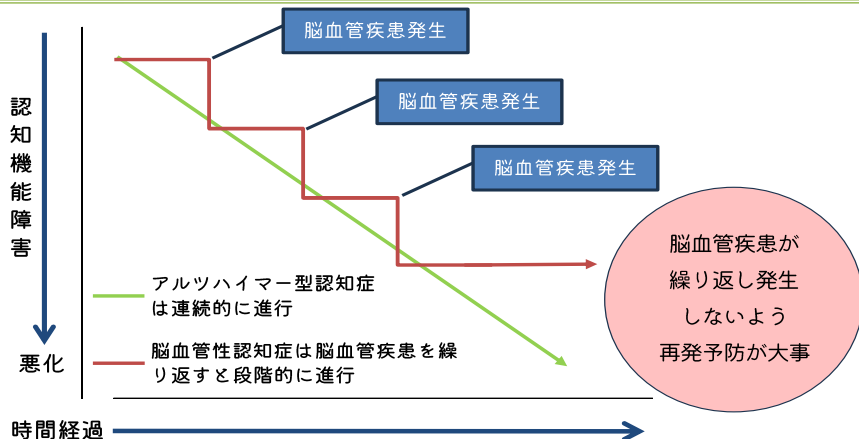 脳血管疾患発生
脳血管疾患発生
脳血管疾患発生
認知機能障害
悪化
アルツハイマー型認知症
は連続的に進行
脳血管性認知症は脳血管疾患を繰
り返すと段階的に進行
脳血管疾患が
繰り返し発生
しないよう
再発予防が大事
時間経過